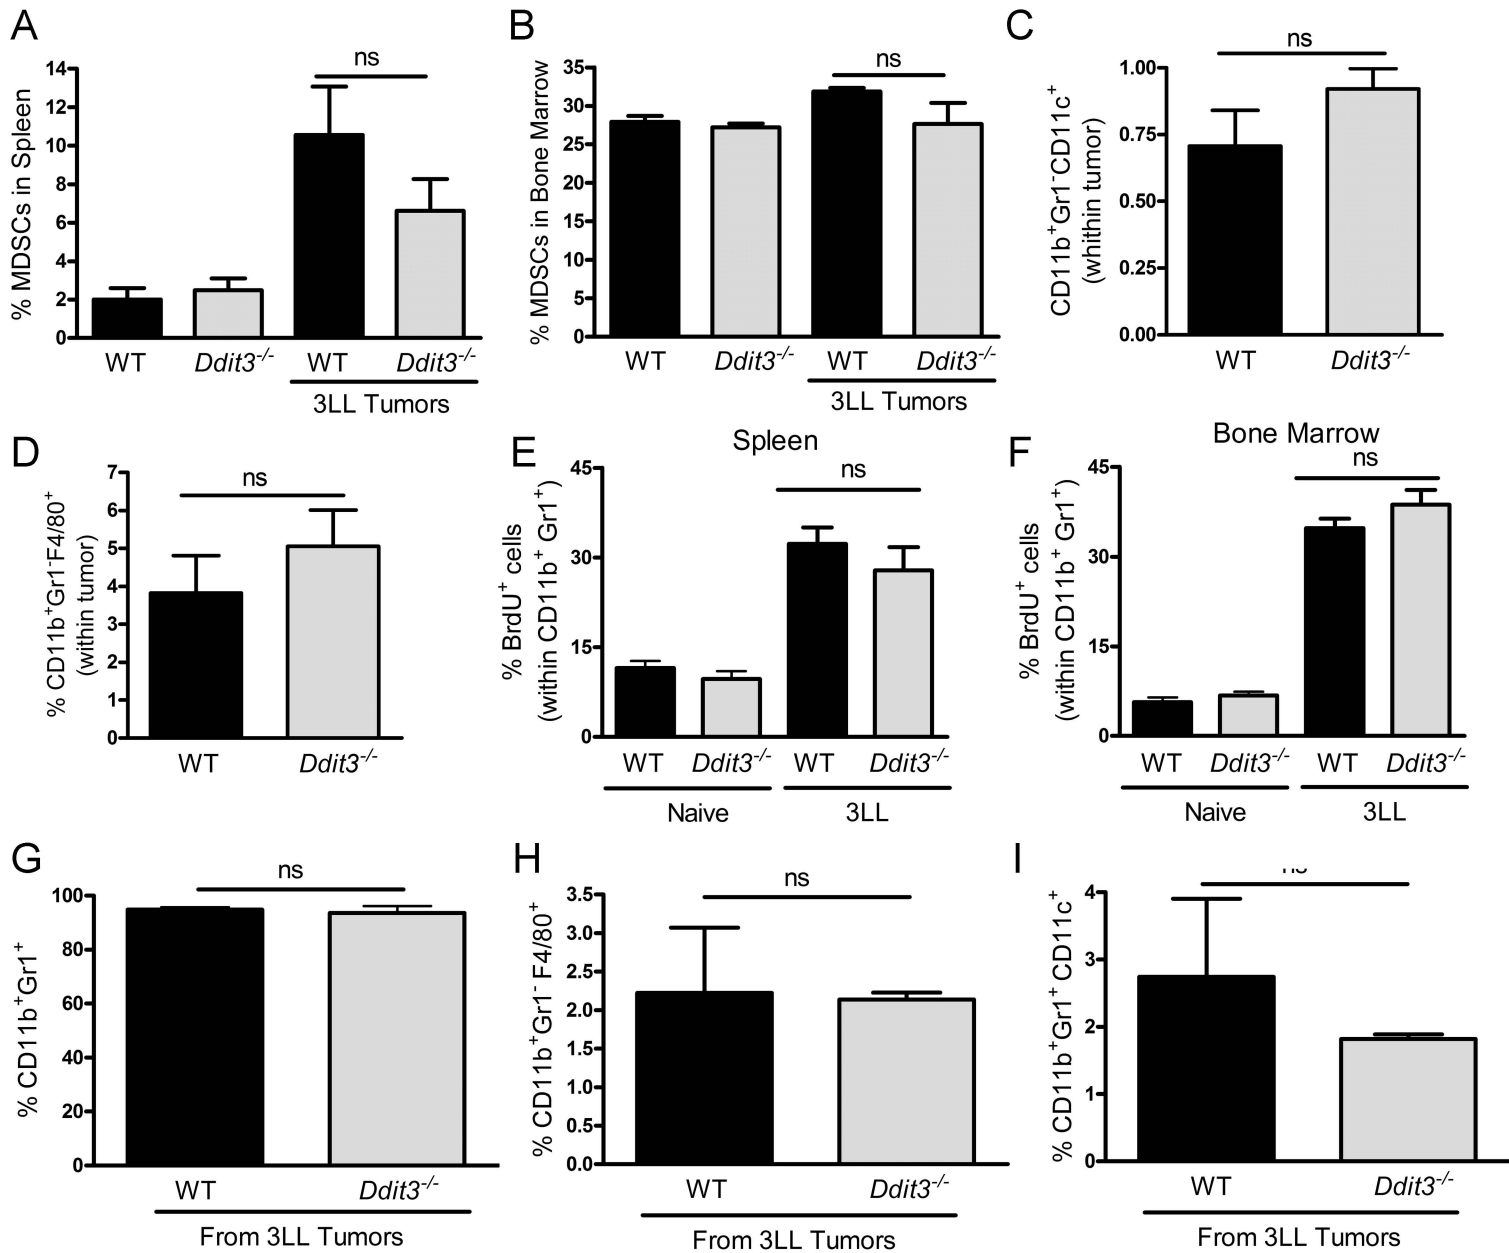 A
ns
% MDSCs in Spleen
14
12
10
8
6
4
2
0
WT Ddit3-/- WT Ddit3-/-
3LL Tumors
B
ns
% MDSCs in Bone Marrow
35
30
25
20
15
10
5
0
WT Ddit3-/- WT Ddit3-/-
3LL Tumors
C
ns
CD11b+Gr1-CD11c+
(whithin tumor)
1.00
0.75
0.50
0.25
0.00
WT Ddit3-/-
D
ns
% CD11b+Gr1-F4/80+
(within tumor)
7
6
5
4
3
2
1
0
WT Ddit3-/-
E
Spleen
ns
% BrdU+ cells
(within CD11b+ Gr1+)
45
30
15
0
WT Ddit3-/- WT Ddit3-/-
Naive 3LL
F
Bone Marrow
ns
% BrdU+ cells
(within CD11b+ Gr1+)
45
30
15
0
WT Ddit3-/- WT Ddit3-/-
Naive 3LL
G
ns
% CD11b+Gr1+
100
80
60
40
20
0
WT Ddit3-/-
From 3LL Tumors
H
ns
% CD11b+Gr1- F4/80+
3.5
3.0
2.5
2.0
1.5
1.0
0.5
0.0
WT Ddit3-/-
From 3LL Tumors
I
% CD11b+Gr1+ CD11c+
4
3
2
1
0
WT Ddit3-/-
From 3LL Tumors